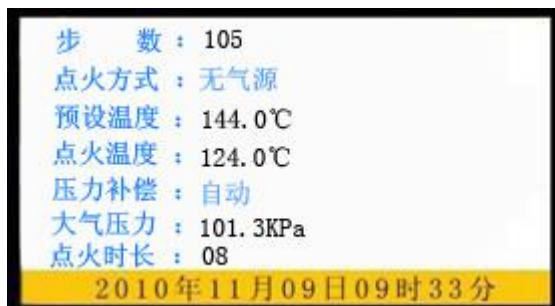 步　数：105
点火方式：无气源
预设温度：144.0℃
点火温度：124.0℃
压力补偿：自动
大气压力：101.3KPa
点火时长：08
2010年11月09日09时33分